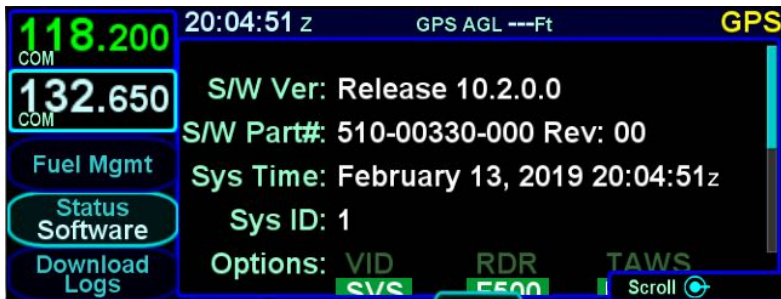 118.200
COM
20:04:51 Z
GPS AGL ---Ft
GPS
132.650
COM
S/W Ver: Release 10.2.0.0
S/W Part#: 510-00330-000 Rev: 00
Fuel Mgmt
Sys Time: February 13, 2019 20:04:51z
Status
Software
Sys ID: 1
Download
Logs
Options: VID RDR TAWS
SVS F500
Scroll